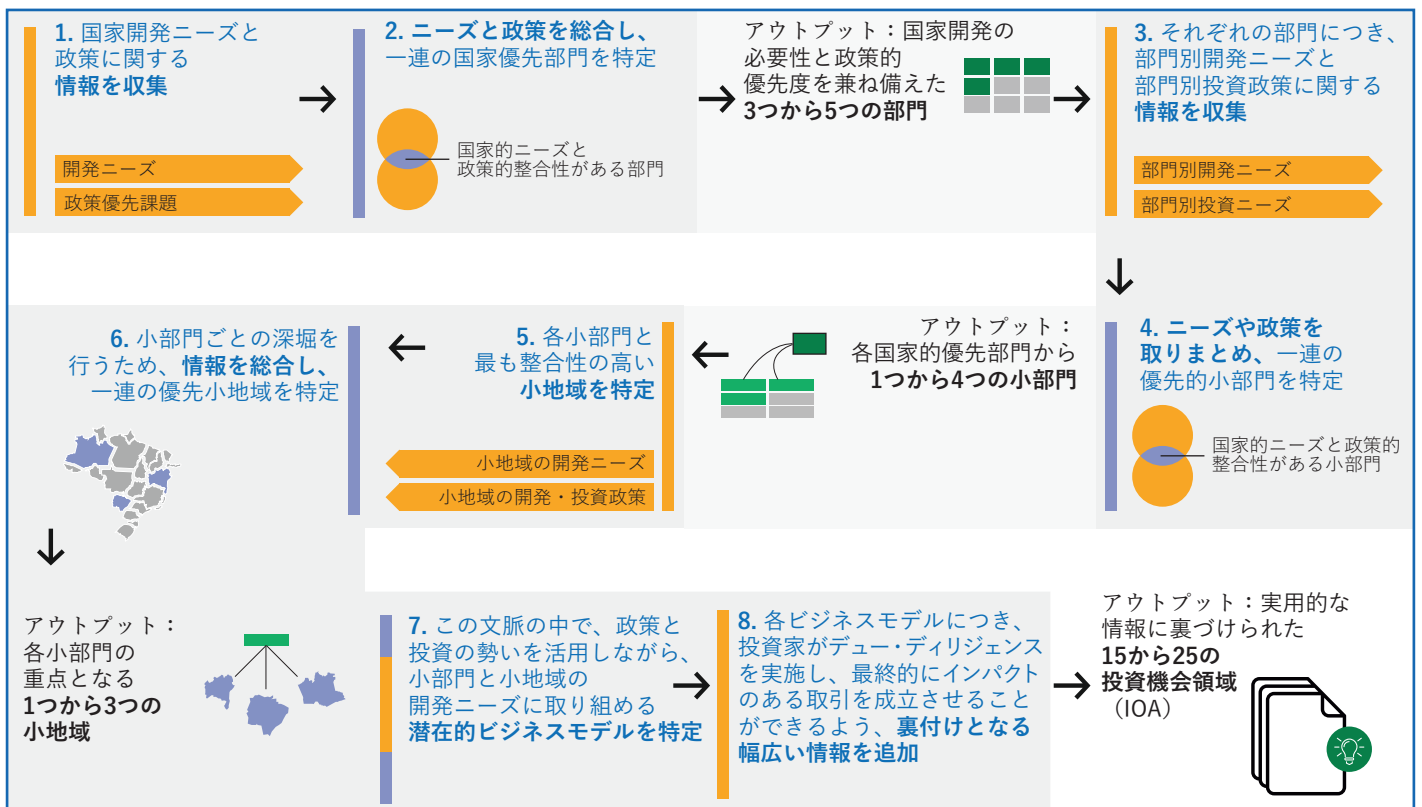 1. 国家開発ニーズと
政策に関する
情報を収集
開発ニーズ
政策優先課題
2. ニーズと政策を総合し、
一連の国家優先部門を特定
国家的ニーズと
政策的整合性がある部門
アウトプット：国家開発の
必要性と政策的
優先度を兼ね備えた
3つから5つの部門
3. それぞれの部門につき、
部門別開発ニーズと
部門別投資政策に関する
情報を収集
部門別開発ニーズ
部門別投資ニーズ
4. ニーズや政策を
取りまとめ、一連の
優先的小部門を特定
国家的ニーズと政策的
整合性がある小部門
アウトプット：
各国家的優先部門から
1つから4つの小部門
5. 各小部門と
最も整合性の高い
小地域を特定
小地域の開発ニーズ
小地域の開発・投資政策
6. 小部門ごとの深堀を
行うため、情報を総合し、
一連の優先小地域を特定
アウトプット：
各小部門の
重点となる
1つから3つの
小地域
7. この文脈の中で、政策と
投資の勢いを活用しながら、
小部門と小地域の
開発ニーズに取り組める
潜在的ビジネスモデルを特定
8. 各ビジネスモデルにつき、
投資家がデュー・ディリジェンス
を実施し、最終的にインパクト
のある取引を成立させること
ができるよう、裏付けとなる
幅広い情報を追加
アウトプット：実用的な
情報に裏づけられた
15から25の
投資機会領域
（IOA）